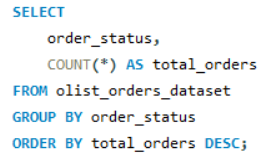 SELECT
    order_status,
    COUNT(*) AS total_orders
FROM olist_orders_dataset
GROUP BY order_status
ORDER BY total_orders DESC;